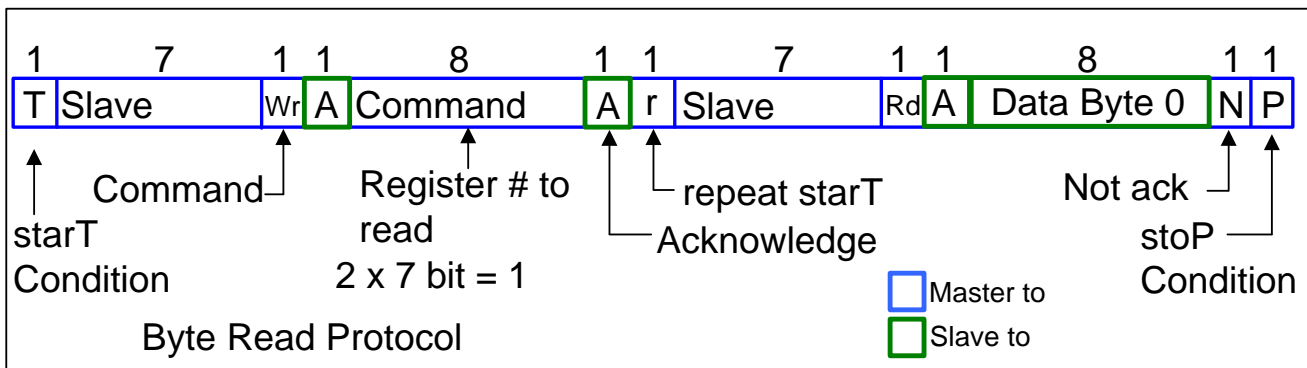 1 7 1 1 8 1 1 7 1 1 8 1 1
T Slave Wr A Command A r Slave Rd A Data Byte 0 N P
Command
Register # to
read
2 x 7 bit = 1
repeat starT
Acknowledge
Not ack
starT
Condition
stoP
Condition
Master to
Slave to
Byte Read Protocol